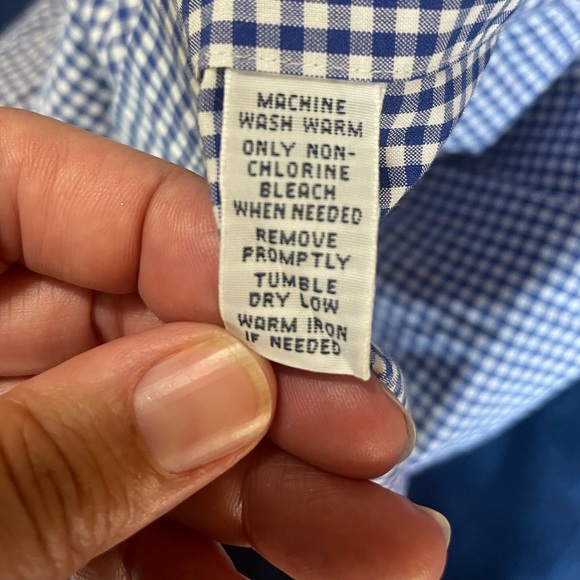 MACHINE
WASH WARM
ONLY NON-
CHLORINE
BLEACH
WHEN NEEDED
REMOVE
PROMPTLY
TUMBLE
DRY LOW
WARM IRON
IF NEEDED